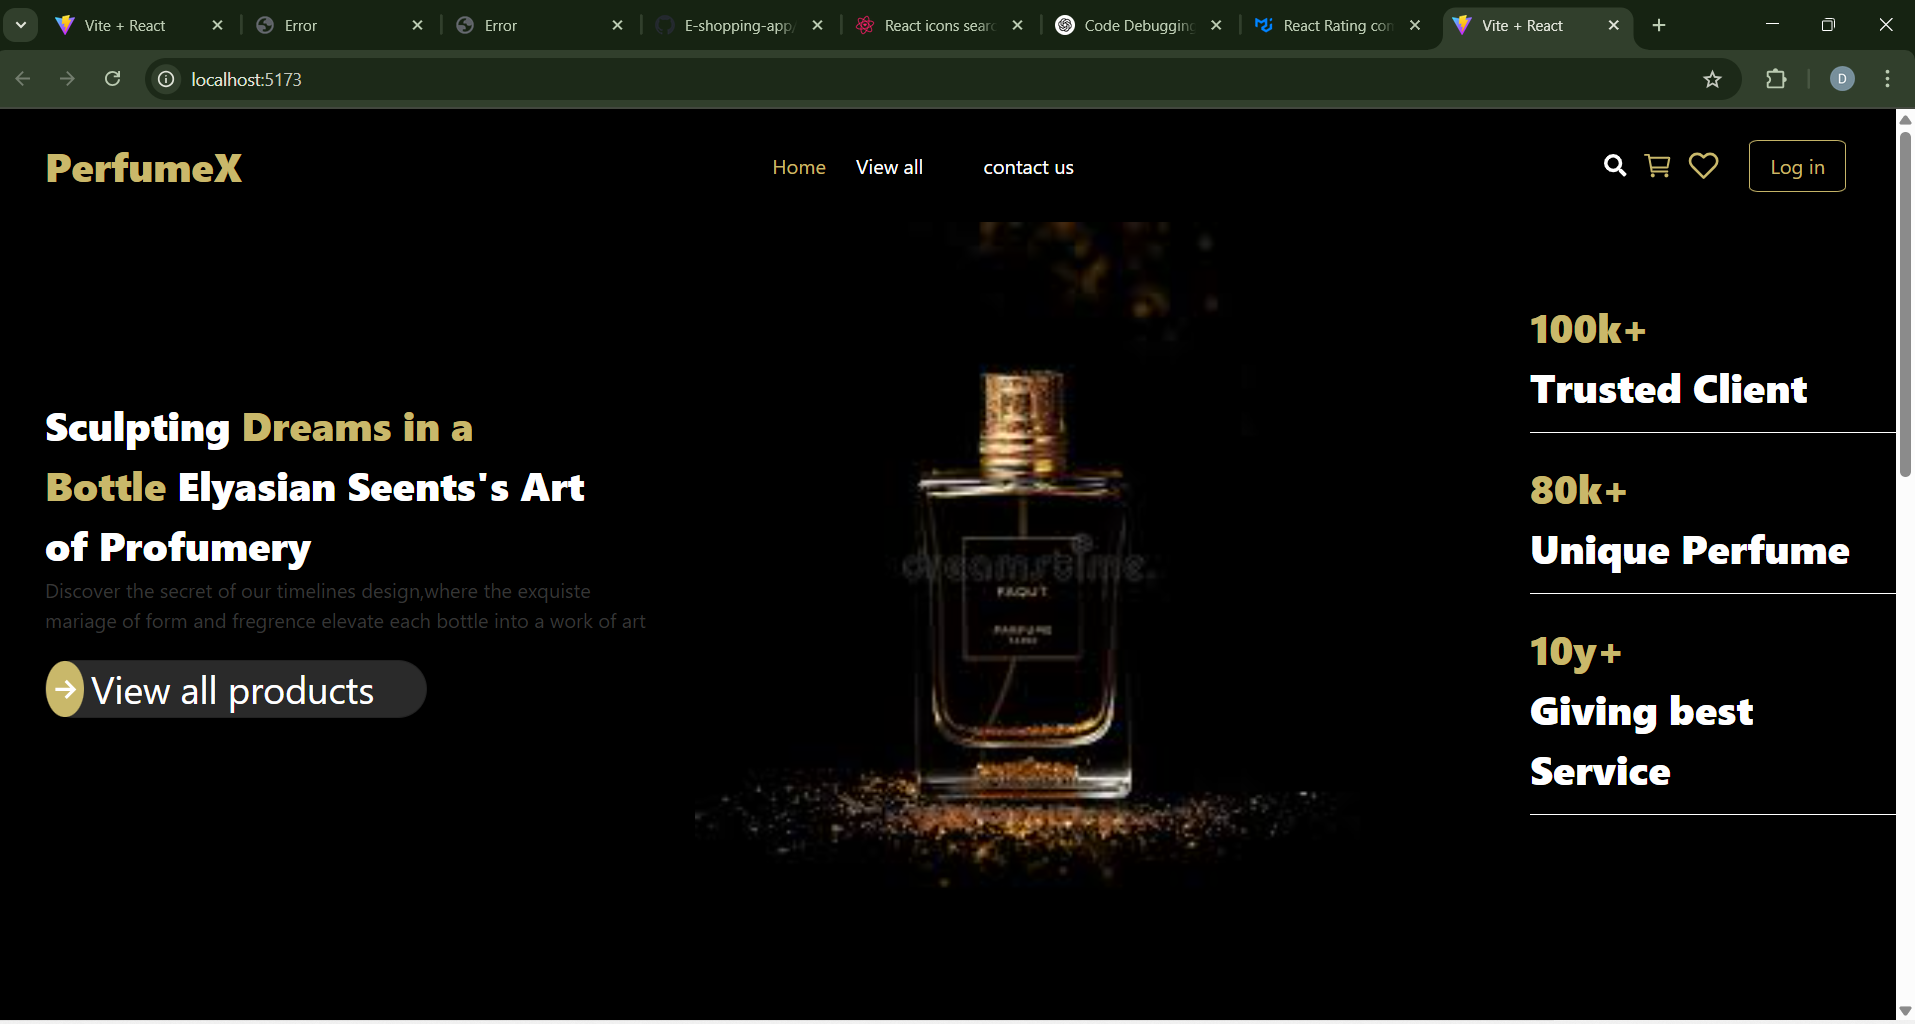 Vite + React
Error
Error
E-shopping-app
React icons sear
Code Debugging
React Rating con
Vite + React
localhost:5173
D
PerfumeX
Home View all contact us
Log in
Sculpting Dreams in a
Bottle Elyasian Seents's Art
of Profumery
Discover the secret of our timelines design,where the exquiste
mariage of form and fregrence elevate each bottle into a work of art
View all products
dreamstime.
PARFUME
100k+
Trusted Client
80k+
Unique Perfume
10y+
Giving best
Service